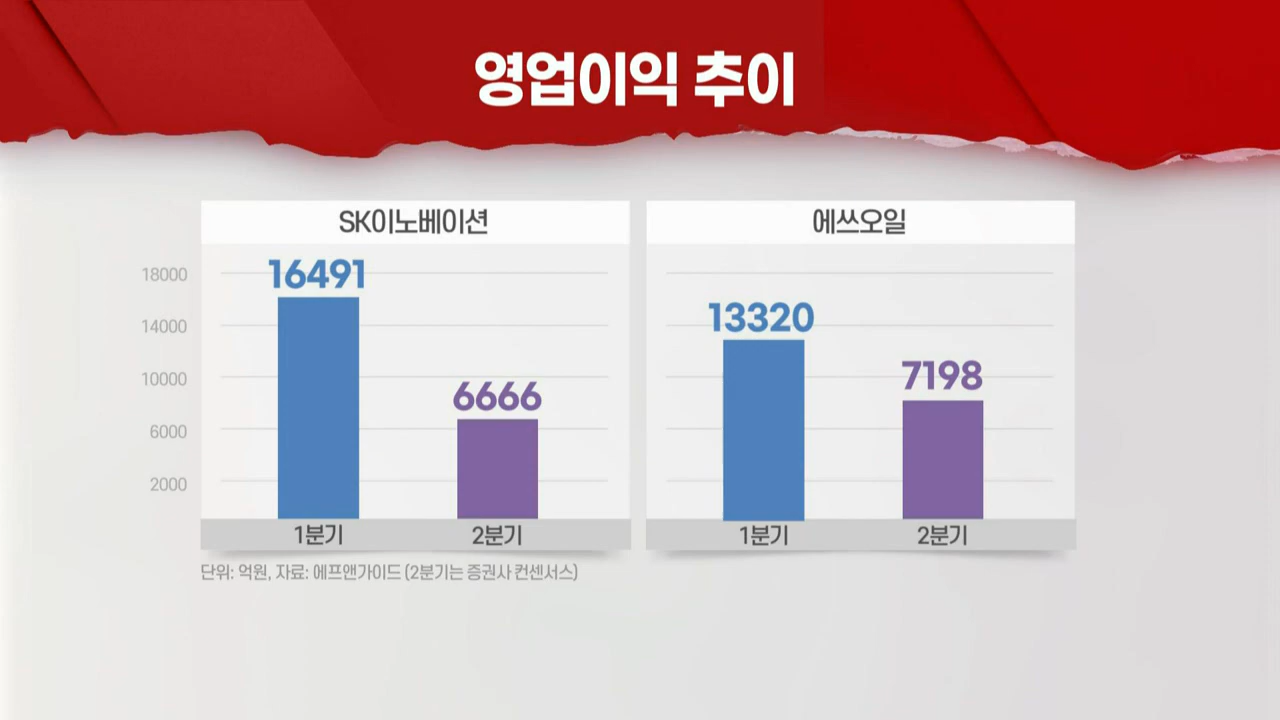 영업이익 추이
SK이노베이션
에쓰오일
18000
14000
10000
6000
2000
16491
6666
13320
7198
1분기
2분기
1분기
2분기
단위: 억원, 자료: 에프앤가이드 (2분기는 증권사 컨센서스)